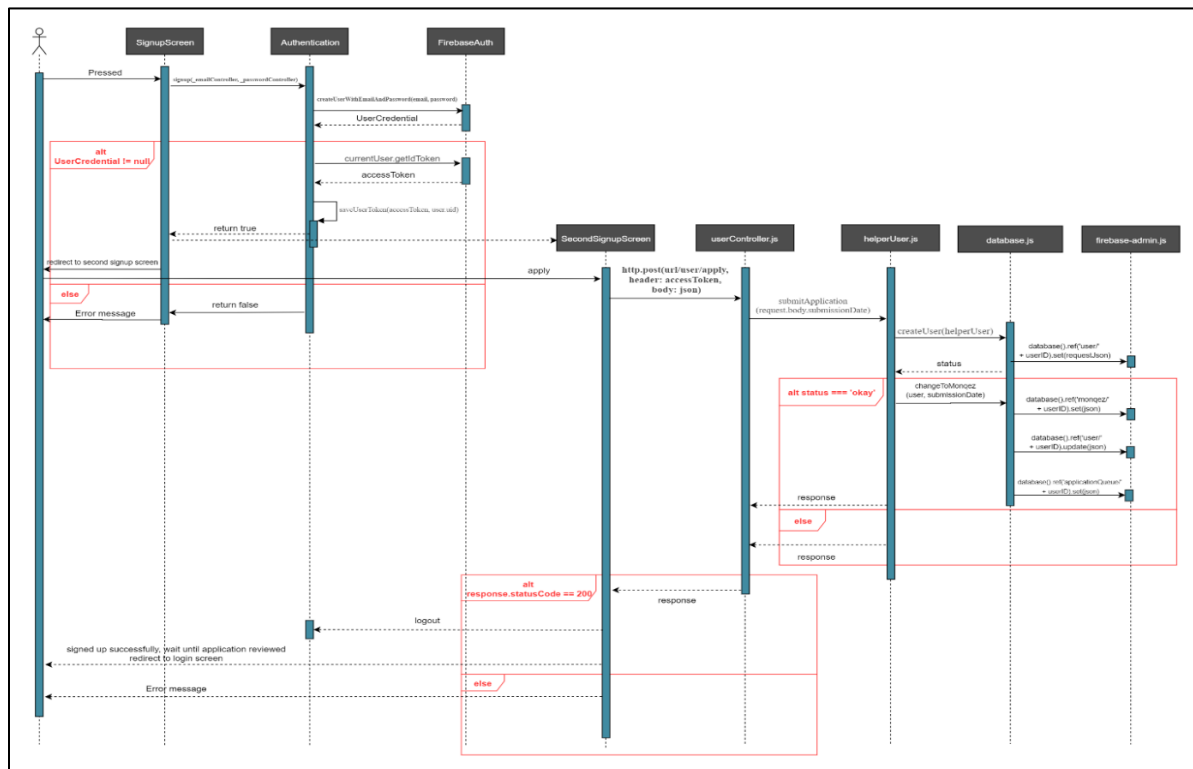 SignupScreen
Authentication
FirebaseAuth
Pressed
signup(_emailController, _passwordController)
createUserWithEmailAndPassword(email, password)
UserCredential
alt
UserCredential != null
currentUser.getIdToken
accessToken
saveUserToken(accessToken, user.uid)
return true
SecondSignupScreen
userController.js
helperUser.js
database.js
firebase-admin.js
redirect to second signup screen
apply
http.post(url/user/apply,
header: accessToken,
body: json)
else
return false
Error message
submitApplication
(request.body.submissionDate)
createUser(helperUser)
database().ref('user/'
+ userID).set(requestJson)
status
alt status === 'okay'
changeToMonqez
(user, submissionDate)
database().ref('monqez/'
+ userID).set(json)
database().ref('user/'
+ userID).update(json)
database().ref('applicationQueue/'
+ userID).set(json)
response
else
response
alt
response.statusCode == 200
response
logout
signed up successfully, wait until application reviewed
redirect to login screen
else
Error message